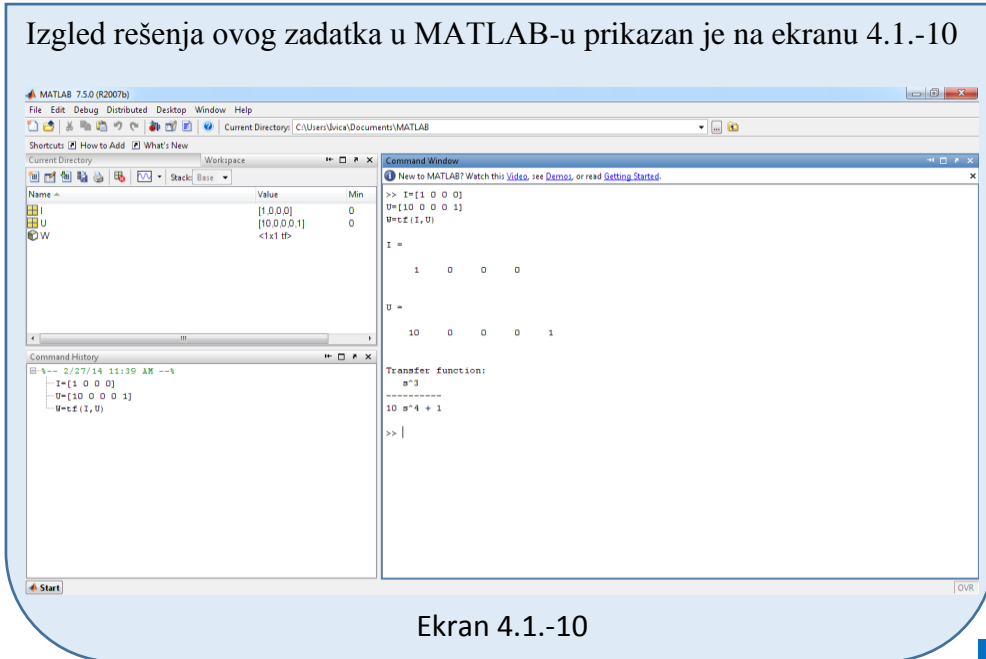 Izgled rešenja ovog zadatka u MATLAB-u prikazan je na ekranu 4.1.-10
MATLAB 7.5.0 (R2007b)
File Edit Debug Distributed Desktop Window Help
Current Directory: C:\Users\Ivica\Documents\MATLAB
Shortcuts How to Add What's New
Current Directory Workspace
Stack: Base
Name Value Min
I [1,0,0,0] 0
U [10,0,0,0,1] 0
W <1x1 tf>
Command History
%-- 2/27/14 11:39 AM --%
I=[1 0 0 0]
U=[10 0 0 0 1]
W=tf(I,U)
Command Window
New to MATLAB? Watch this Video, see Demos, or read Getting Started.
>> I=[1 0 0 0]
U=[10 0 0 0 1]
W=tf(I,U)
I =
1 0 0 0
U =
10 0 0 0 1
Transfer function:
s^3
----------
10 s^4 + 1
>>
Start
OVR
Ekran 4.1.-10